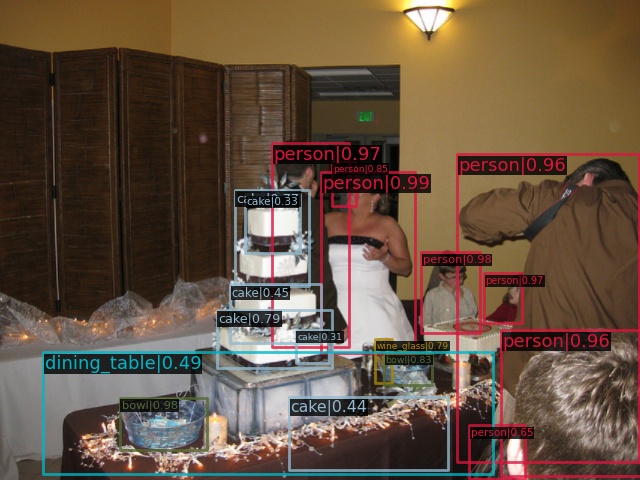 person|0.97
person|0.85
person|0.99
person|0.96
cake|0.33
person|0.98
person|0.97
cake|0.45
cake|0.79
cake|0.31
wine_glass|0.79
bowl|0.83
person|0.96
dining_table|0.49
bowl|0.98
cake|0.44
person|0.65
EXIT